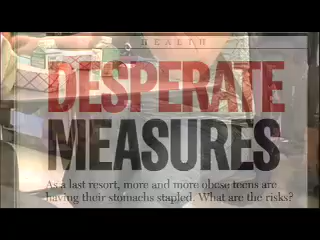 HEALTH
DESPERATE
MEASURES
As a last resort, more and more obese teens are
having their stomachs stapled. What are the risks?